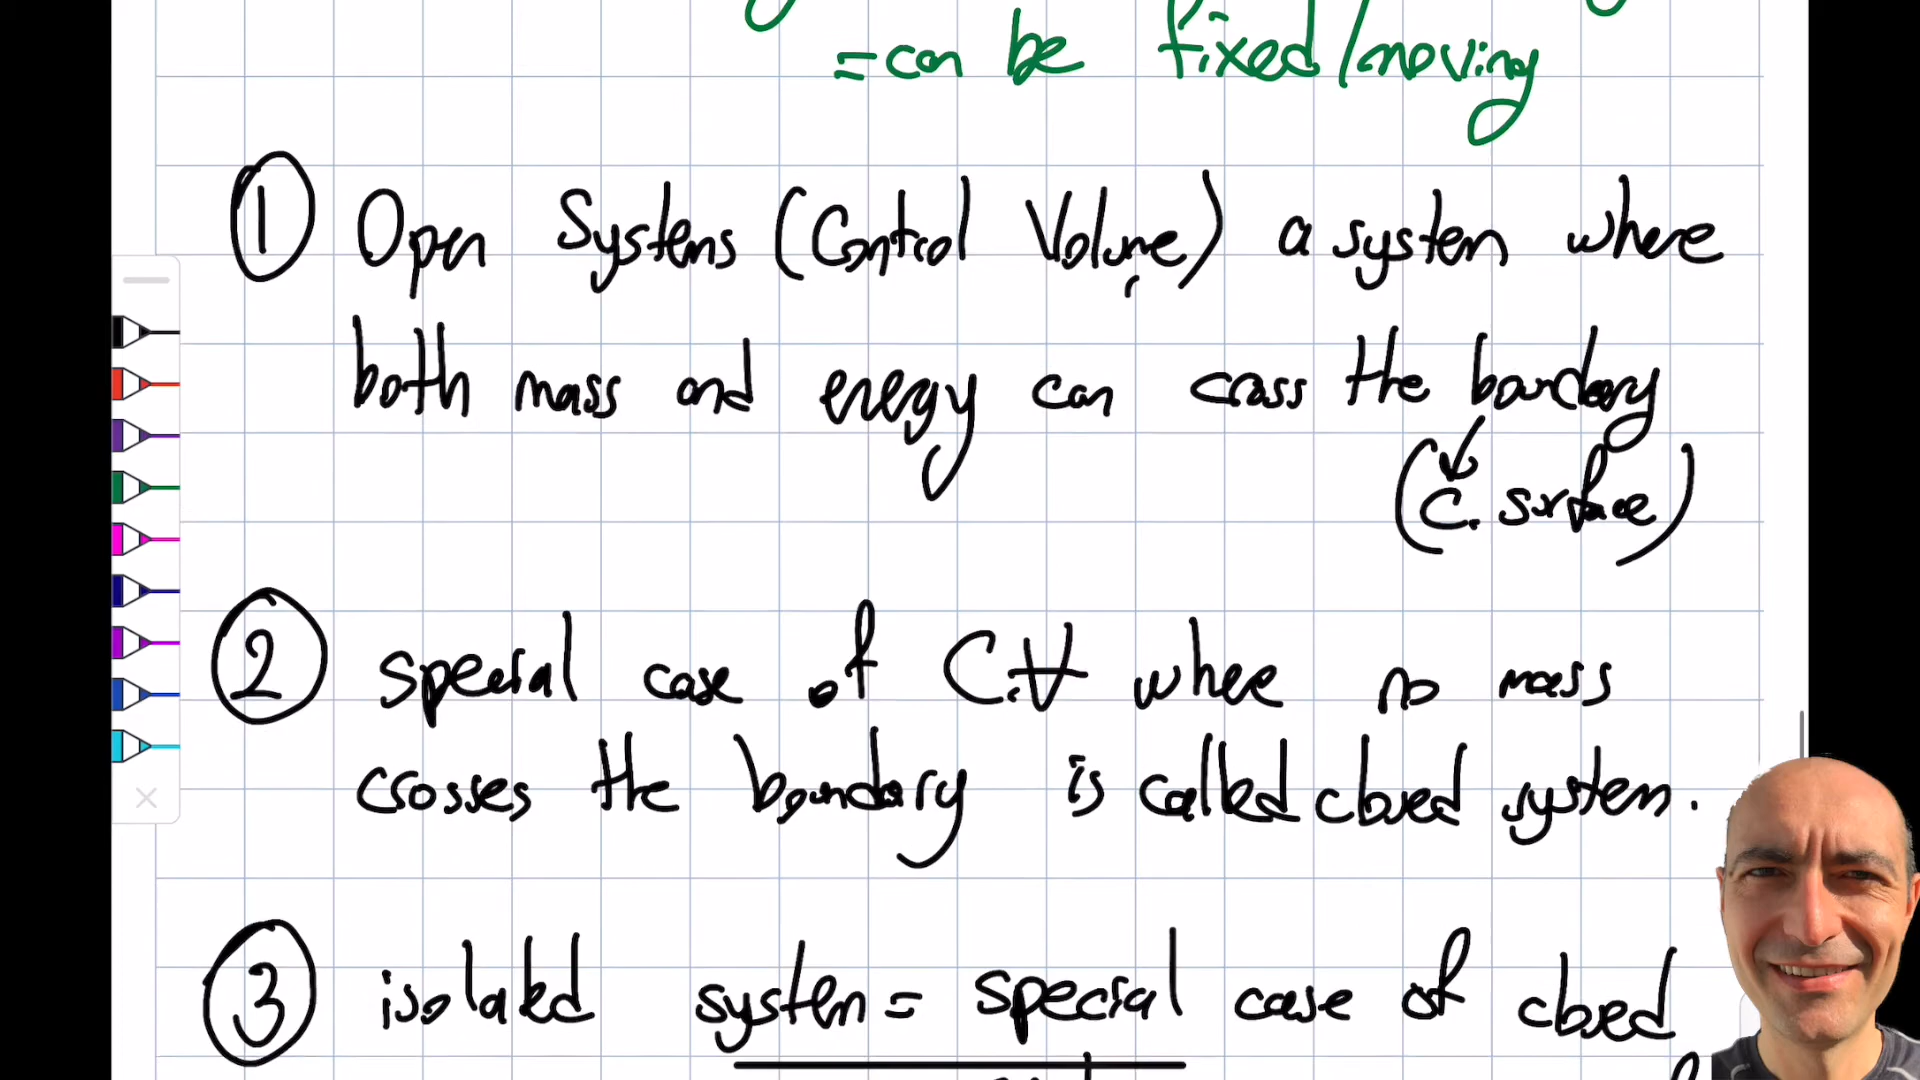 =can be fixed/moving
① Open Systems (Control Volume) a system where
both mass and energy can cross the boundary
(C. surface)
② special case of C.∀ where no mass
crosses the boundary is called closed system.
③ isolated system = special case of closed